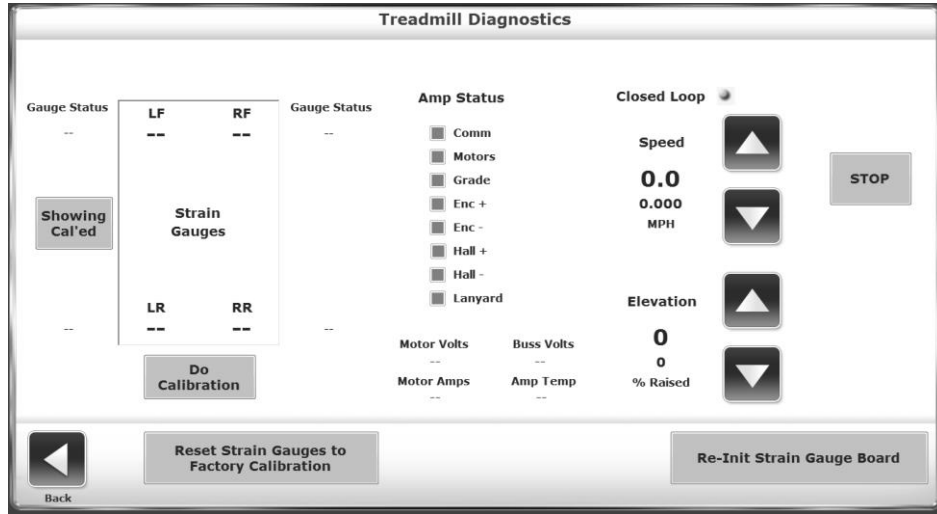 Treadmill Diagnostics
Gauge Status
--
LF RF
-- --
Gauge Status
--
Showing
Cal'ed
Strain
Gauges
LR RR
-- --
--
--
Do
Calibration
Amp Status
Comm
Motors
Grade
Enc +
Enc -
Hall +
Hall -
Lanyard
Motor Volts Buss Volts
-- --
Motor Amps Amp Temp
-- --
Closed Loop
Speed
0.0
0.000
MPH
Elevation
0
0
% Raised
STOP
Back
Reset Strain Gauges to
Factory Calibration
Re-Init Strain Gauge Board